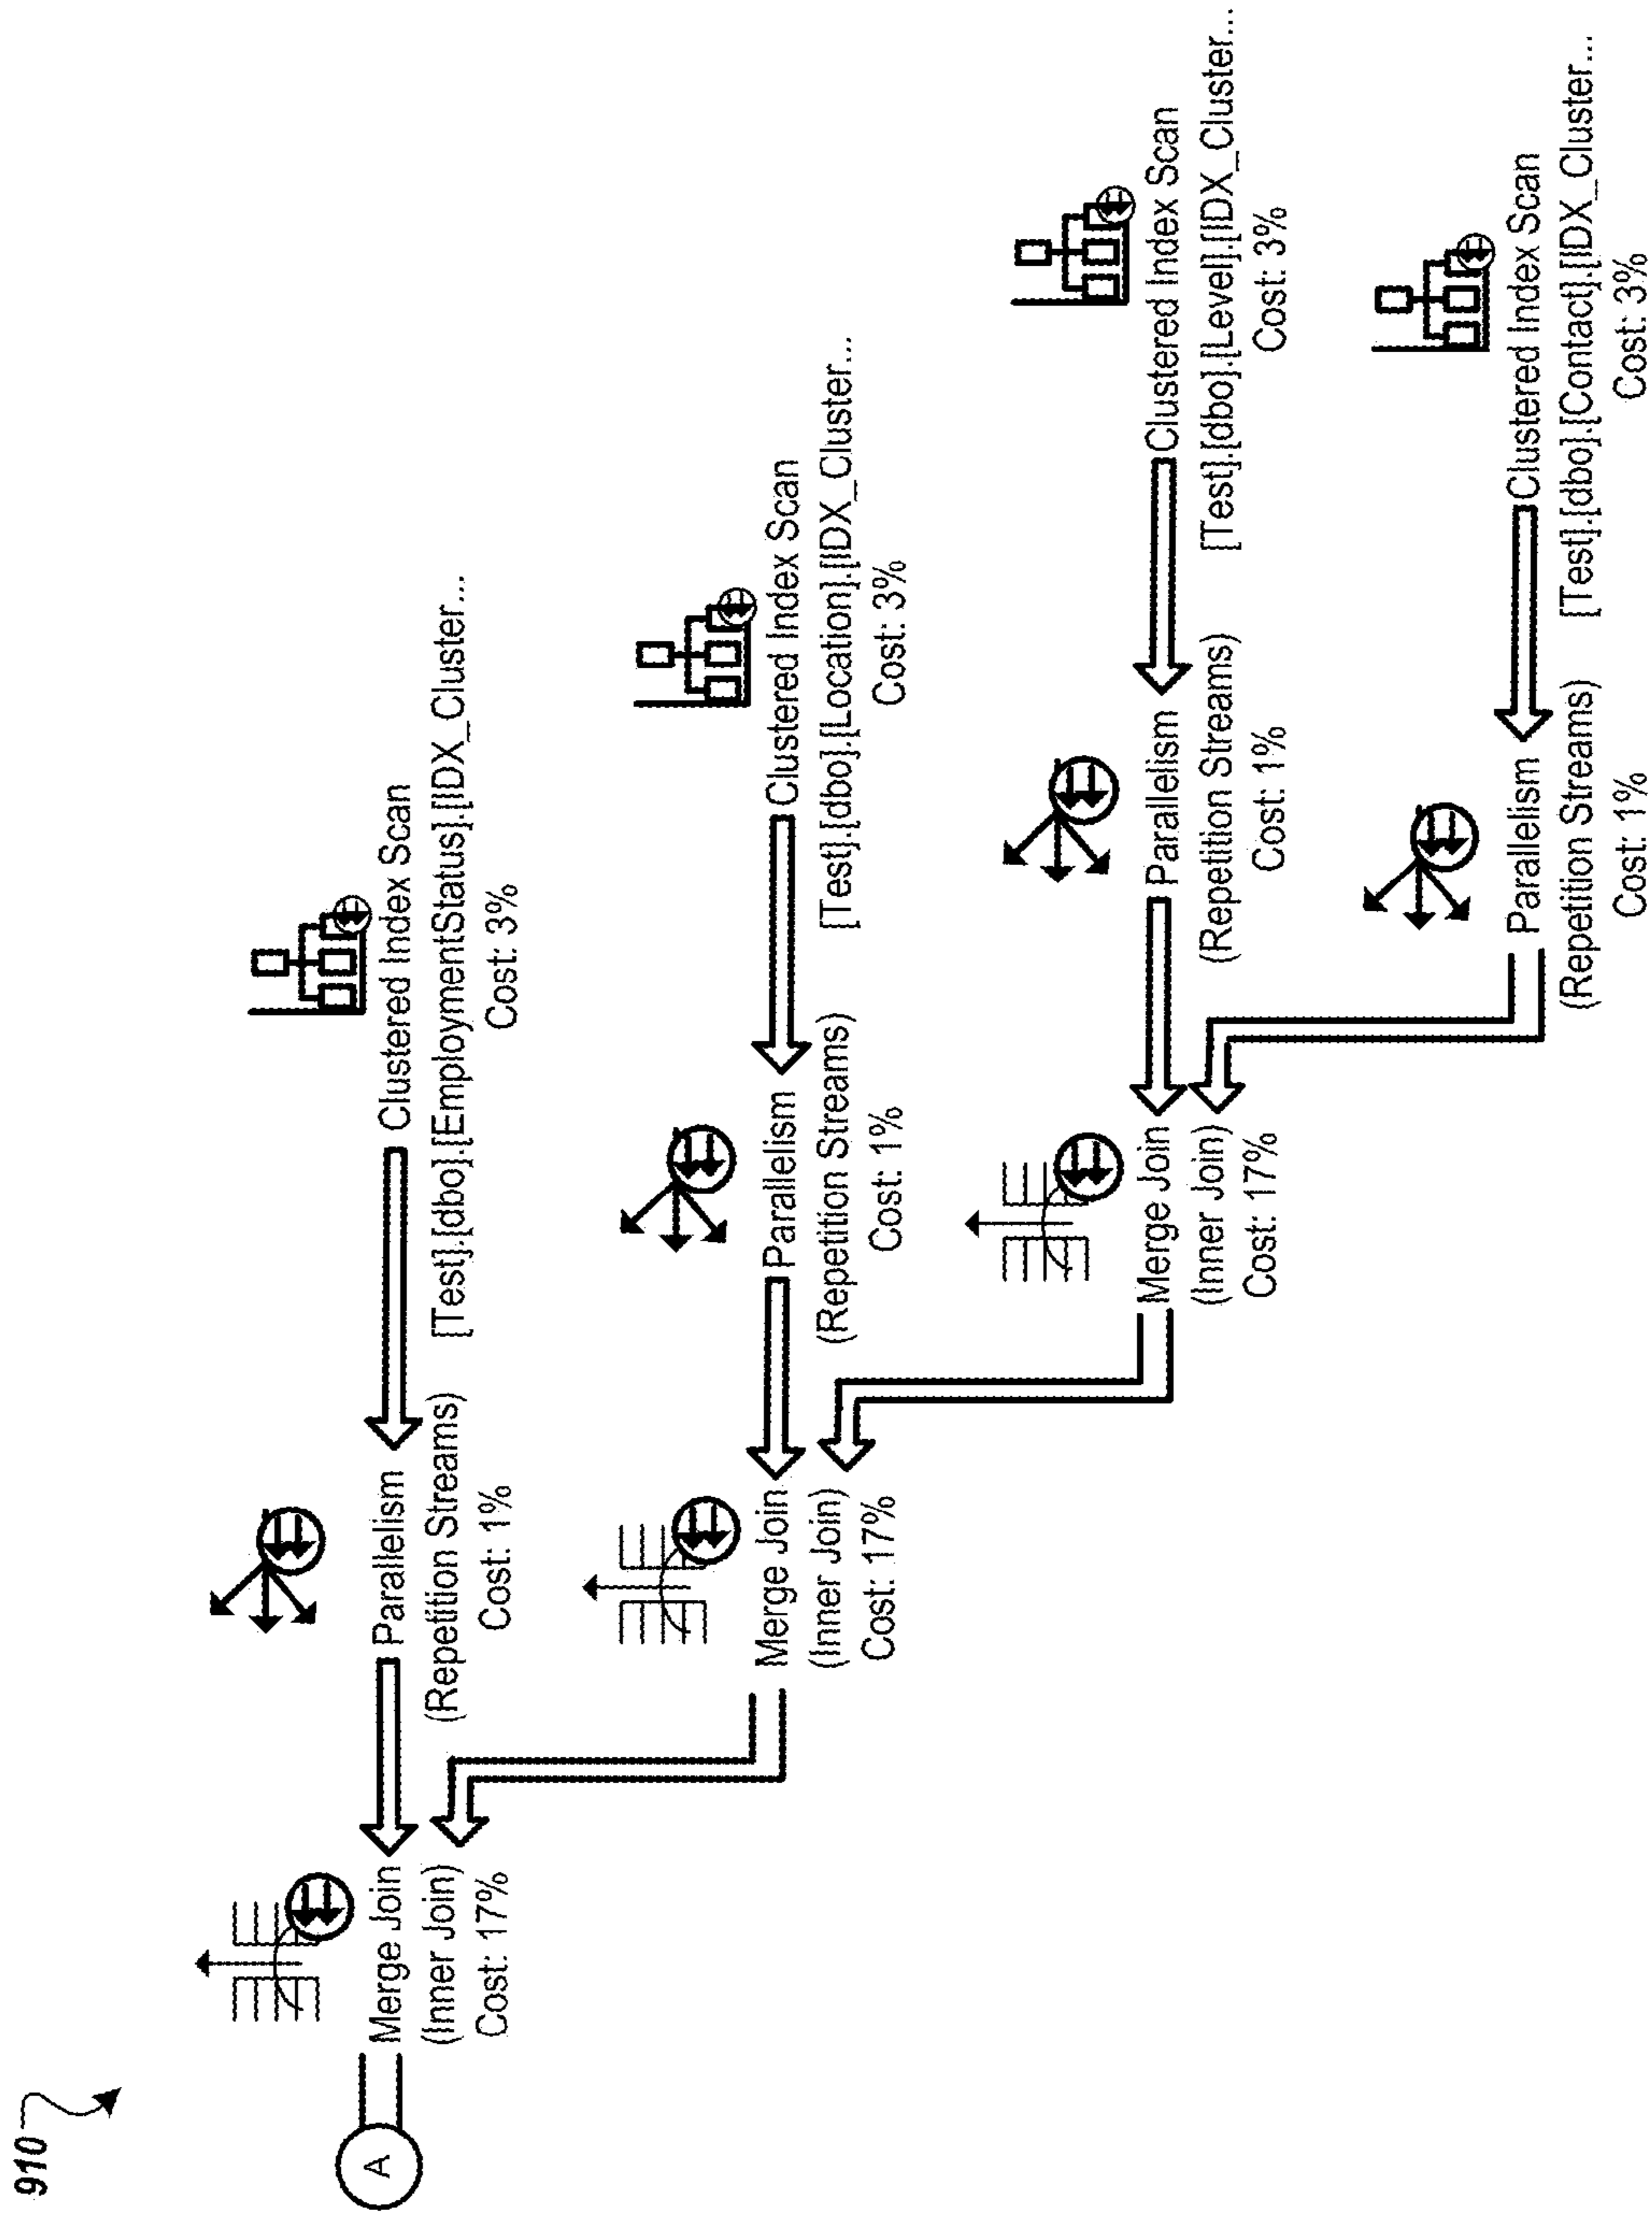 910
A
Merge Join
(Inner Join)
Cost: 17%
Parallelism
(Repetition Streams)
Cost: 1%
Clustered Index Scan
[Test].[dbo].[EmploymentStatus].[IDX_Cluster...
Cost: 3%
Merge Join
(Inner Join)
Cost: 17%
Parallelism
(Repetition Streams)
Cost: 1%
Clustered Index Scan
[Test].[dbo].[Location].[IDX_Cluster...
Cost: 3%
Merge Join
(Inner Join)
Cost: 17%
Parallelism
(Repetition Streams)
Cost: 1%
Clustered Index Scan
[Test].[dbo].[Level].[IDX_Cluster...
Cost: 3%
Parallelism
(Repetition Streams)
Cost: 1%
Clustered Index Scan
[Test].[dbo].[Contact].[IDX_Cluster...
Cost: 3%